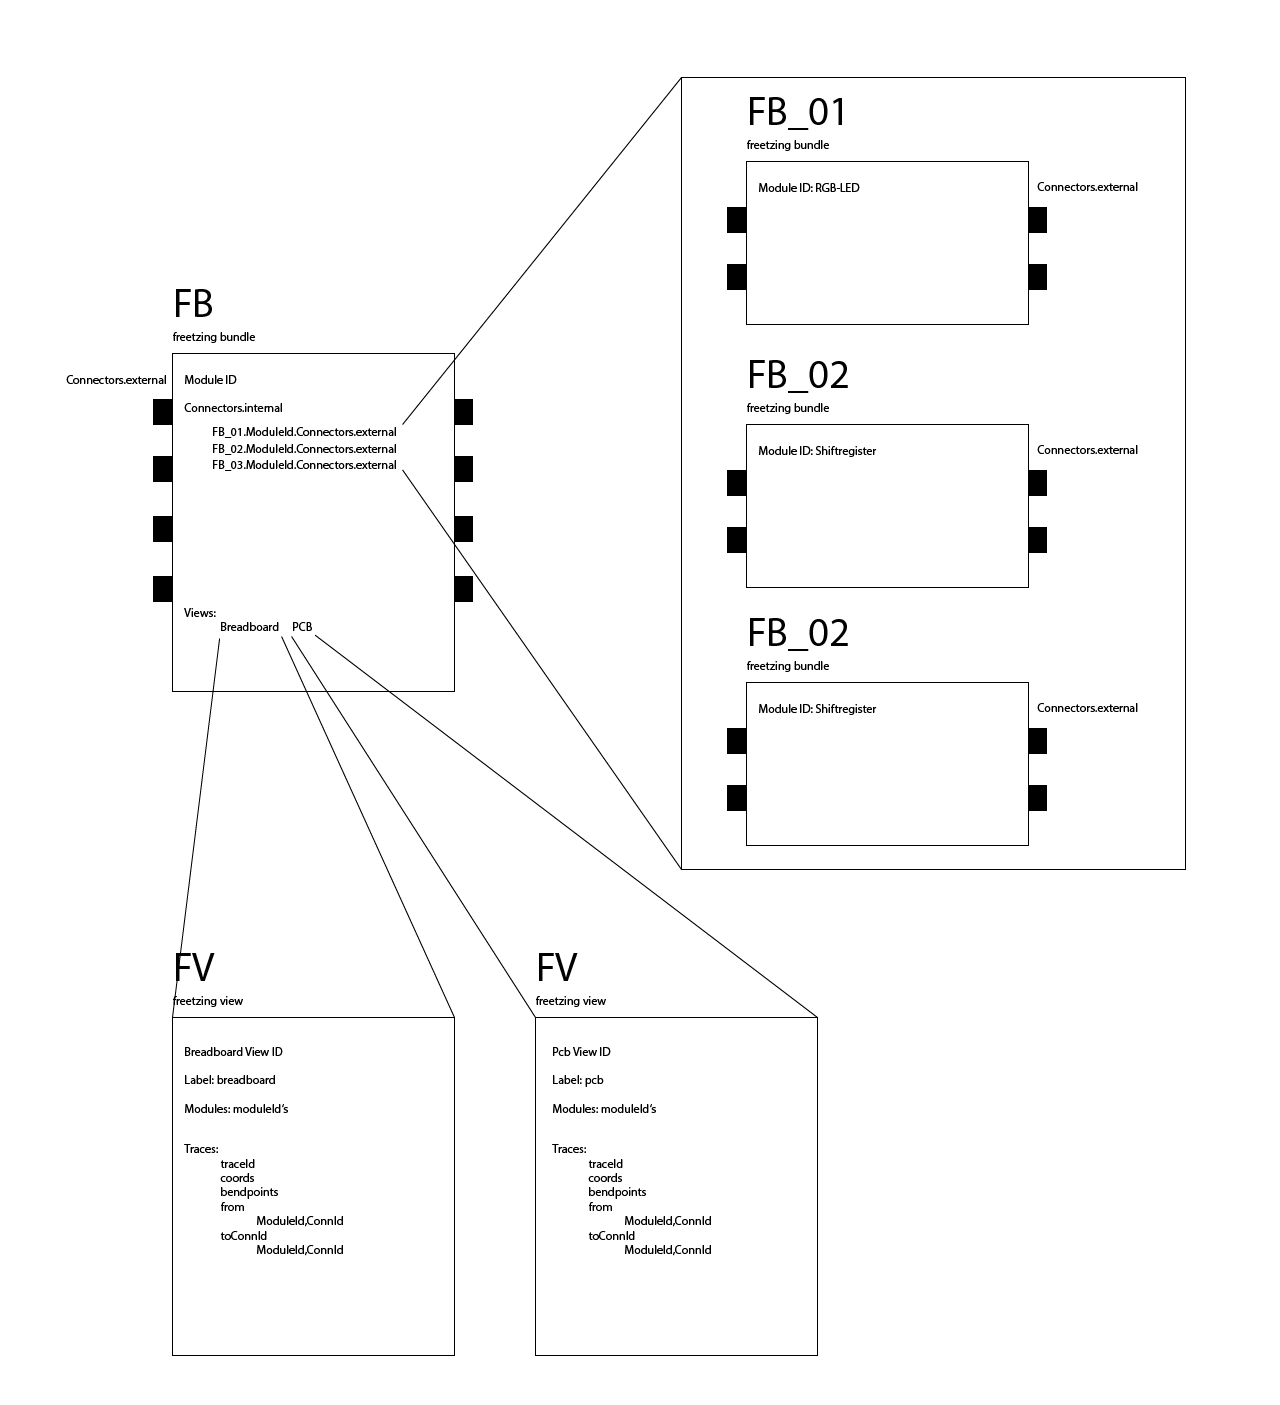 FB_01
freetzing bundle
Module ID: RGB-LED
Connectors.external
FB
freetzing bundle
Connectors.external
Module ID
Connectors.internal
FB_01.ModuleId.Connectors.external
FB_02.ModuleId.Connectors.external
FB_03.ModuleId.Connectors.external
Views:
Breadboard PCB
FB_02
freetzing bundle
Module ID: Shiftregister
Connectors.external
FB_02
freetzing bundle
Module ID: Shiftregister
Connectors.external
FV
freetzing view
Breadboard View ID
Label: breadboard
Modules: moduleId's
Traces:
traceId
coords
bendpoints
from
ModuleId,ConnId
toConnId
ModuleId,ConnId
FV
freetzing view
Pcb View ID
Label: pcb
Modules: moduleId's
Traces:
traceId
coords
bendpoints
from
ModuleId,ConnId
toConnId
ModuleId,ConnId